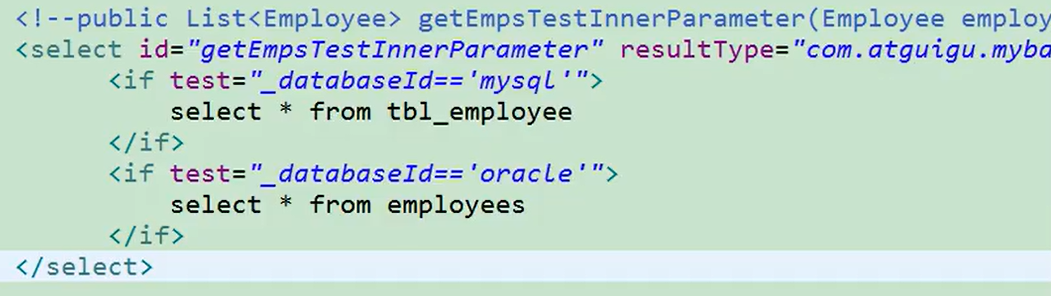 <!--public List<Employee> getEmpsTestInnerParameter(Employee employ
<select id="getEmpsTestInnerParameter" resultType="com.atguigu.myba
<if test="_databaseId=='mysql'">
select * from tbl_employee
</if>
<if test="_databaseId=='oracle'">
select * from employees
</if>
</select>